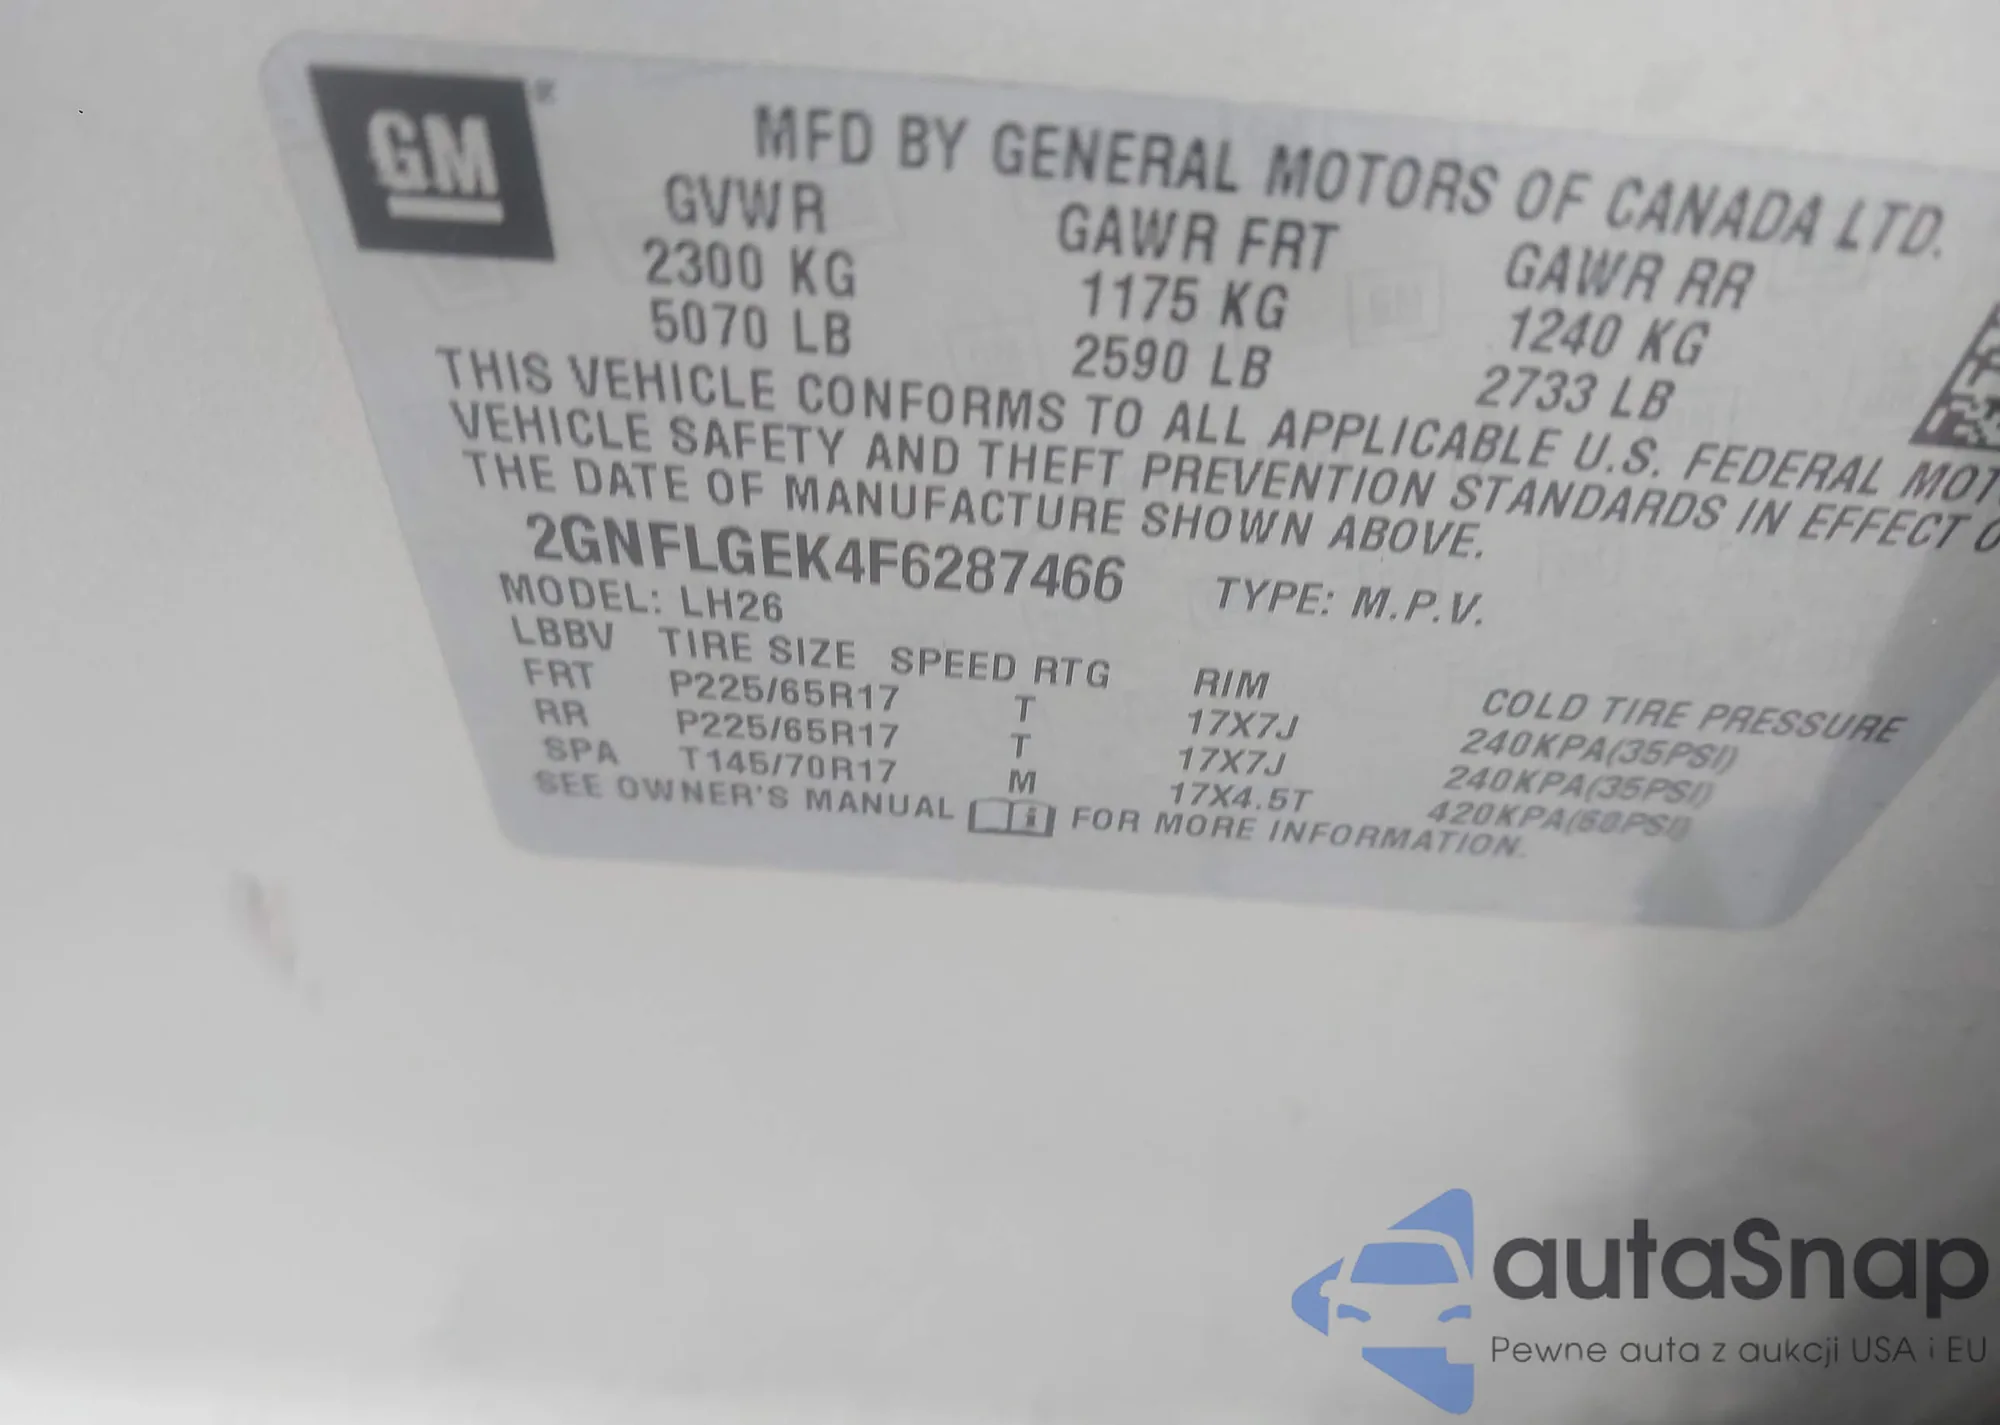 GM
MFD BY GENERAL MOTORS OF CANADA LTD.
GVWR GAWR FRT GAWR RR
2300 KG 1175 KG 1240 KG
5070 LB 2590 LB 2733 LB
THIS VEHICLE CONFORMS TO ALL APPLICABLE U.S. FEDERAL
VEHICLE SAFETY AND THEFT PREVENTION STANDARDS IN EFFECT
THE DATE OF MANUFACTURE SHOWN ABOVE.
2GNFLGEK4F6287466 TYPE: M.P.V.
MODEL: LH26
LBBV TIRE SIZE SPEED RTG RIM COLD TIRE PRESSURE
FRT P225/65R17 T 17X7J 240KPA(35PSI)
RR P225/65R17 T 17X7J 240KPA(35PSI)
SPA T145/70R17 M 17X4.5T 420KPA(60PSI)
SEE OWNER'S MANUAL FOR MORE INFORMATION.
autaSnap
Pewne auta z aukcji USA i EU